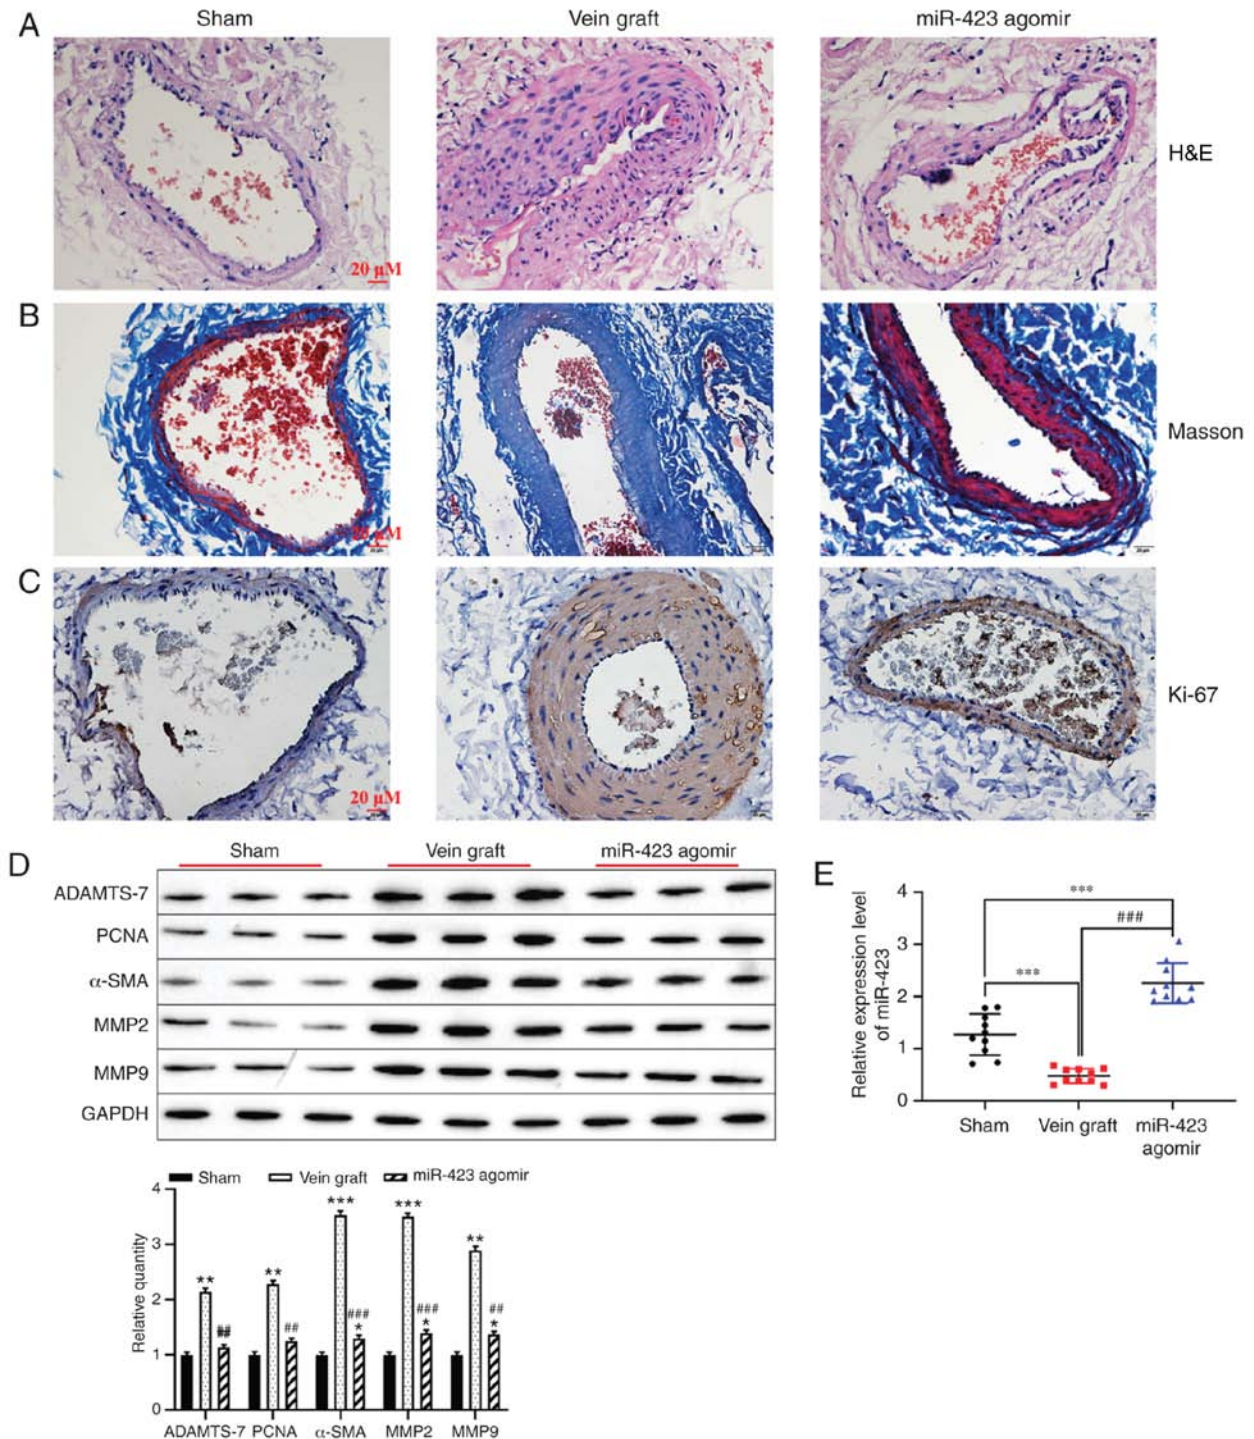 A
Sham
Vein graft
miR-423 agomir
H&E
20 μM
B
Masson
20 μM
C
Ki-67
20 μM
D
Sham
Vein graft
miR-423 agomir
ADAMTS-7
PCNA
α-SMA
MMP2
MMP9
GAPDH
Sham
Vein graft
miR-423 agomir
Relative quantity
4
3
2
1
0
**
##
**
##
***
###
*
***
###
*
**
##
*
ADAMTS-7 PCNA α-SMA MMP2 MMP9
E
Relative expression level
of miR-423
4
3
2
1
0
***
###
***
Sham
Vein graft
miR-423
agomir